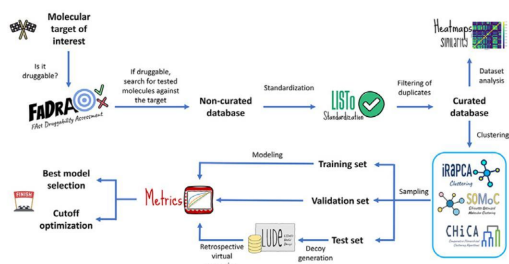 Molecular
target of
interest
Is it
druggable?
FADRA
FAst Druggability Assessment
If druggable,
search for tested
molecules against
the target
Non-curated
database
Standardization
LISTo
Standardization
Filtering of
duplicates
Curated
database
Dataset
analysis
Heatmaps
similarity
Clustering
iRAPCA
Clustering
SOMoC
CHiCA
Sampling
Training set
Validation set
Test set
Modeling
Decoy
generation
LUDE
Retrospective
virtual
Metrics
Best model
selection
Cutoff
optimization
FINISH